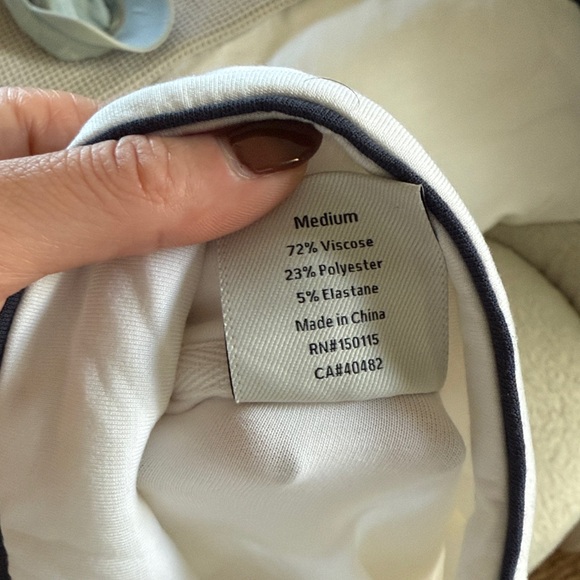 Medium
72% Viscose
23% Polyester
5% Elastane
Made in China
RN#150115
CA#40482